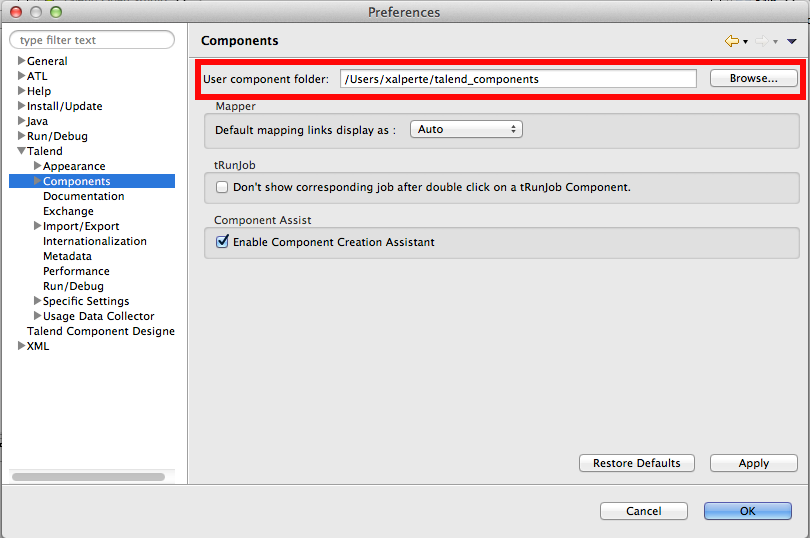 Preferences
type filter text
General
ATL
Help
Install/Update
Java
Run/Debug
Talend
Appearance
Components
Documentation
Exchange
Import/Export
Internationalization
Metadata
Performance
Run/Debug
Specific Settings
Usage Data Collector
Talend Component Designe
XML
Components
User component folder: /Users/xalperte/talend_components Browse...
Mapper
Default mapping links display as : Auto
tRunJob
Don't show corresponding job after double click on a tRunJob Component.
Component Assist
Enable Component Creation Assistant
Restore Defaults Apply
Cancel OK